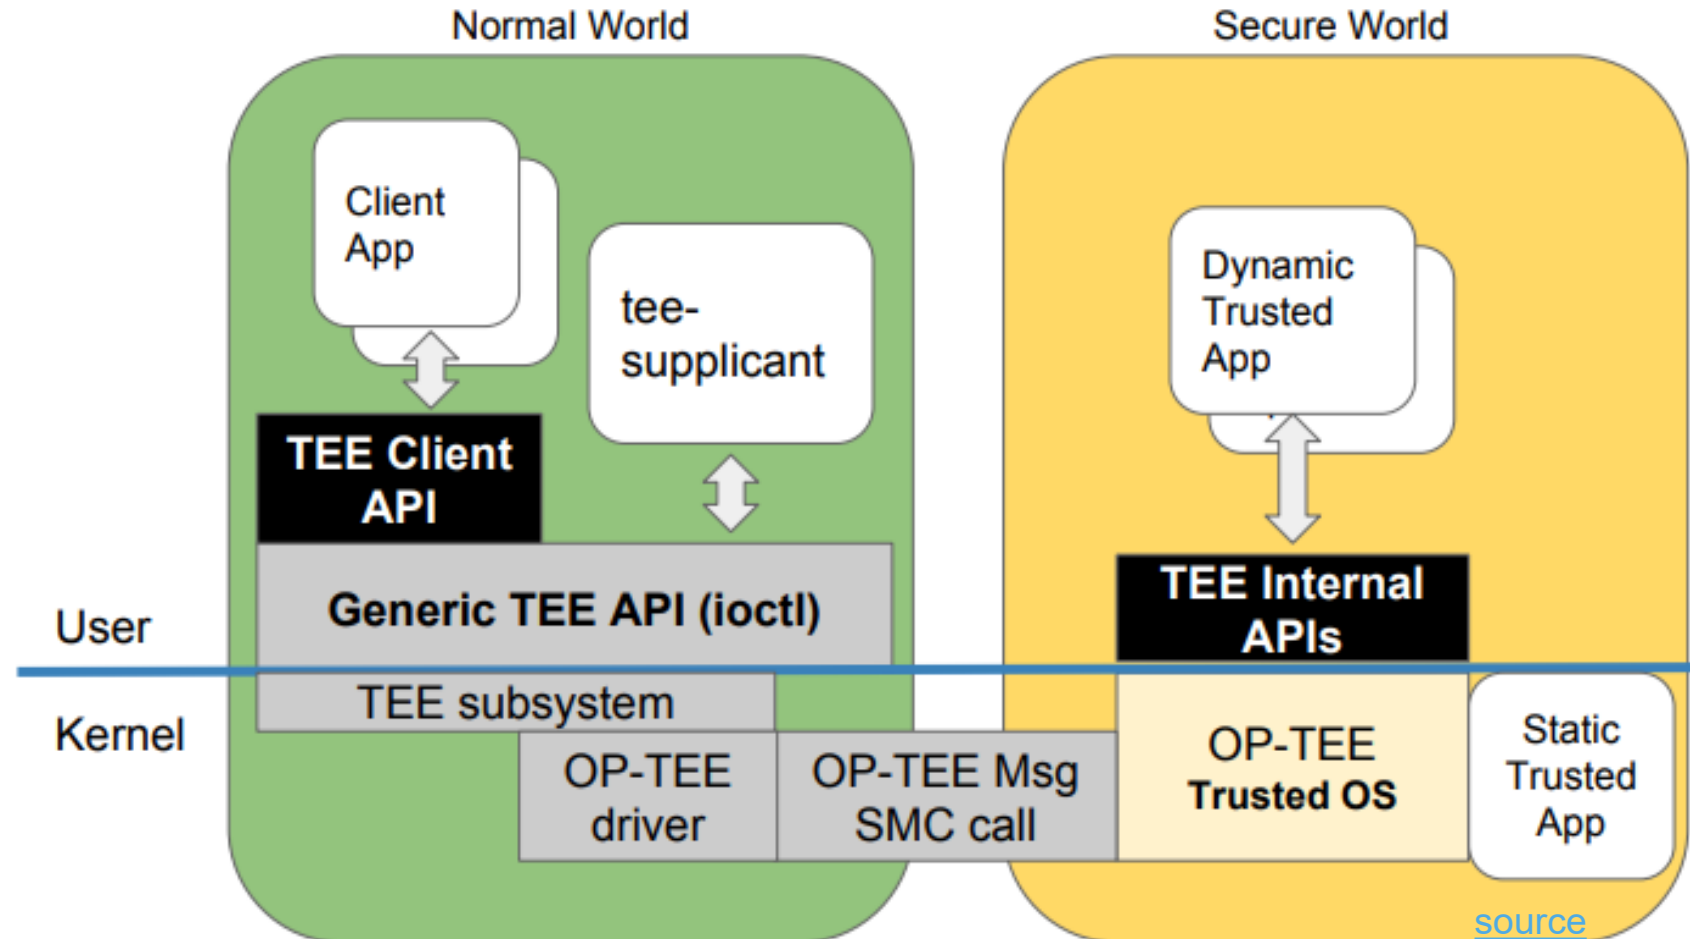 Normal World
Secure World
Client
App
tee-
supplicant
Dynamic
Trusted
App
TEE Client
API
Generic TEE API (ioctl)
TEE Internal
APIs
User
Kernel
TEE subsystem
OP-TEE
driver
OP-TEE Msg
SMC call
OP-TEE
Trusted OS
Static
Trusted
App
source